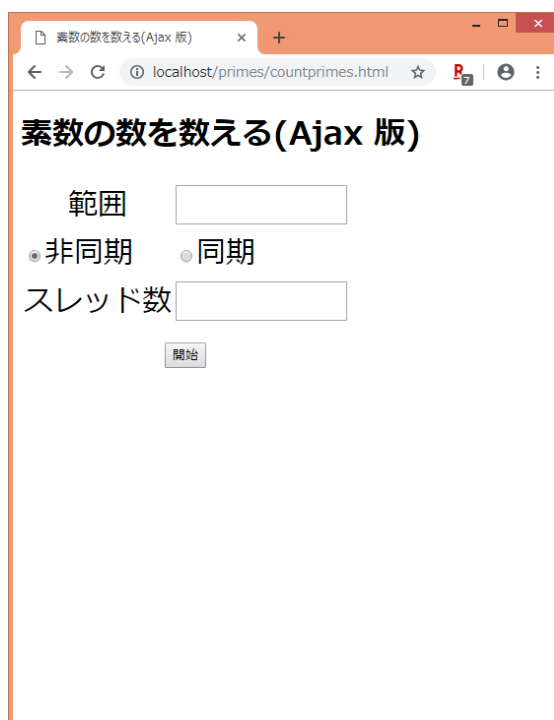 素数の数を数える(Ajax 版)
localhost/primes/countprimes.html
7
素数の数を数える(Ajax 版)
範囲
非同期 同期
スレッド数
開始